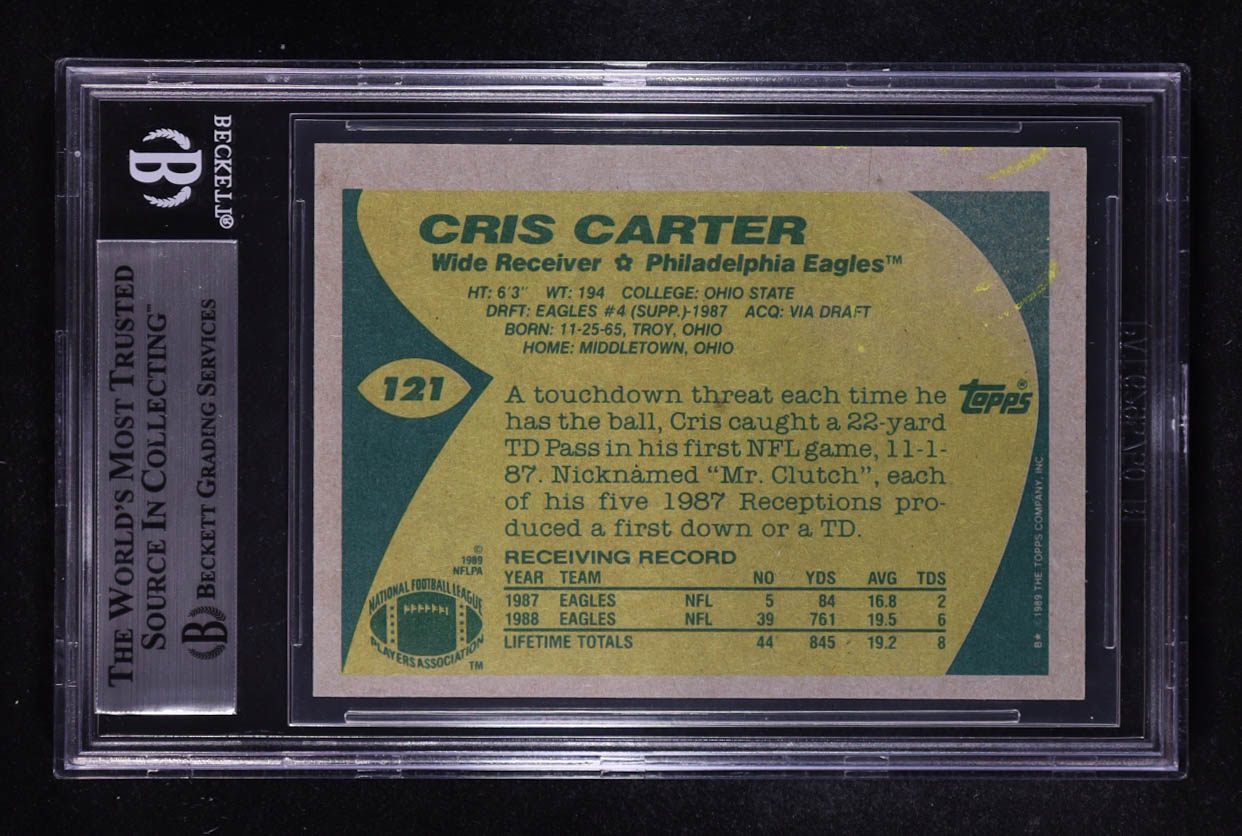 BECKETT®
B
THE WORLD'S MOST TRUSTED
SOURCE IN COLLECTING™
B BECKETT GRADING SERVICES
CRIS CARTER
Wide Receiver ✩ Philadelphia Eagles™
HT: 6'3" WT: 194 COLLEGE: OHIO STATE
DRFT: EAGLES #4 (SUPP.)-1987 ACQ: VIA DRAFT
BORN: 11-25-65, TROY, OHIO
HOME: MIDDLETOWN, OHIO
121
A touchdown threat each time he
has the ball, Cris caught a 22-yard
TD Pass in his first NFL game, 11-1-
87. Nicknamed "Mr. Clutch", each
of his five 1987 Receptions pro-
duced a first down or a TD.
Topps®
RECEIVING RECORD
YEAR TEAM NO YDS AVG TDS
1987 EAGLES NFL 5 84 16.8 2
1988 EAGLES NFL 39 761 19.5 6
LIFETIME TOTALS 44 845 19.2 8
©
1989
NFLPA
NATIONAL FOOTBALL LEAGUE
PLAYERS ASSOCIATION
™
B* © 1989 THE TOPPS COMPANY, INC.